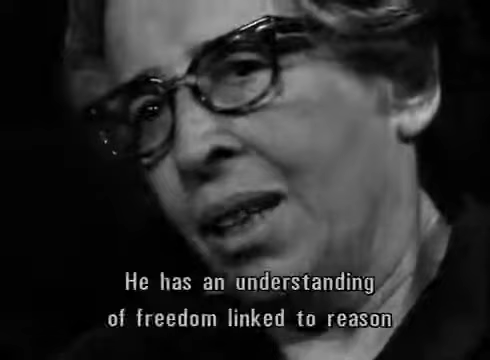 He has an understanding
of freedom linked to reason